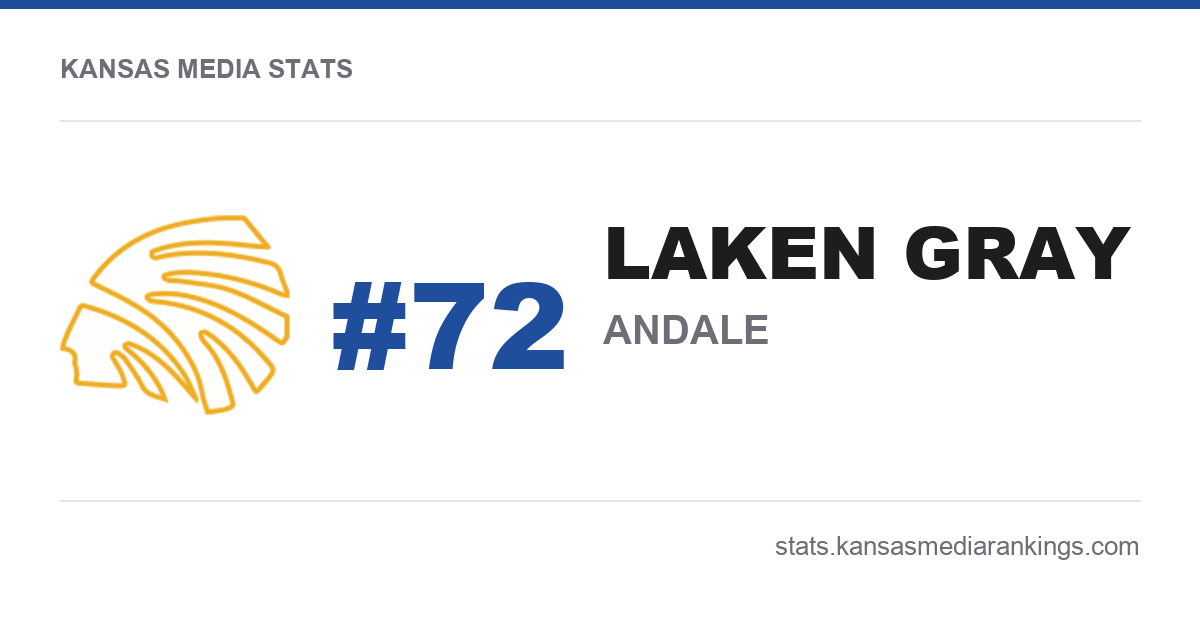 KANSAS MEDIA STATS
#72
LAKEN GRAY
ANDALE
stats.kansasmediarankings.com